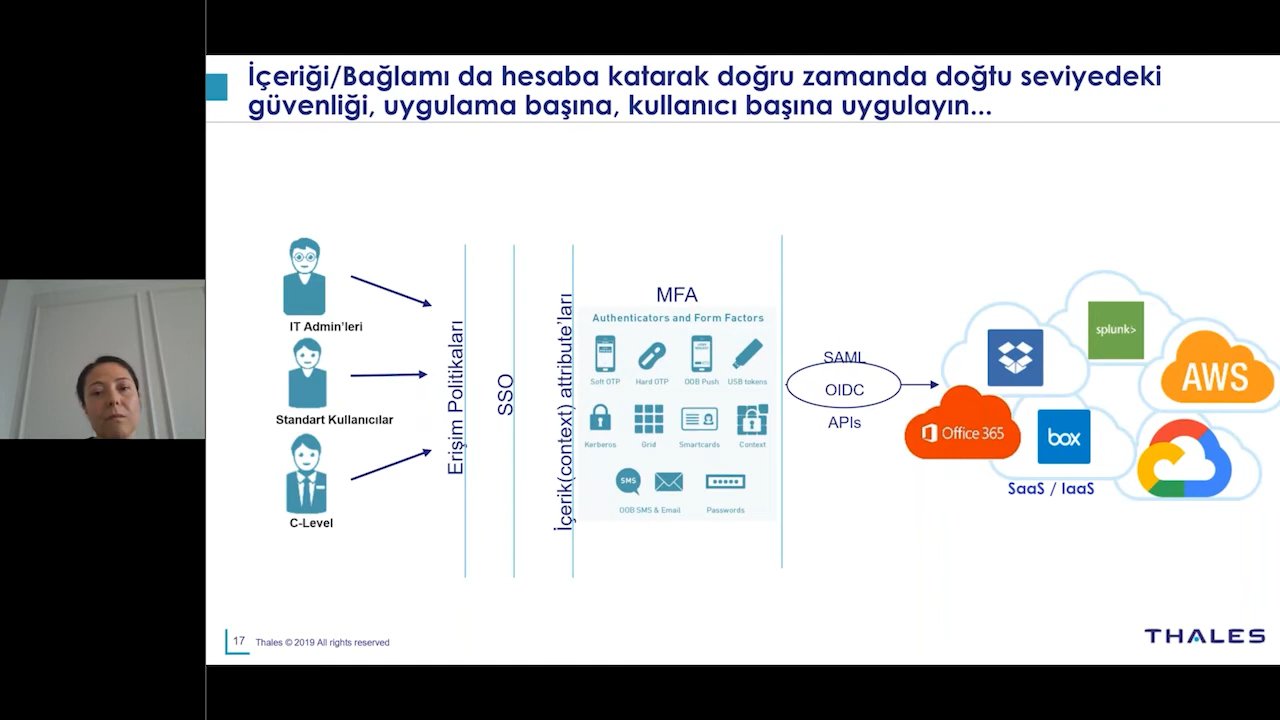 İçeriği/Bağlamı da hesaba katarak doğru zamanda doğtu seviyedeki
güvenliği, uygulama başına, kullanıcı başına uygulayın...
IT Admin'leri
Standart Kullanıcılar
C-Level
Erişim Politikaları
SSO
İçerik(context) attribute'ları
MFA
Authenticators and Form Factors
Soft OTP
Hard OTP
OOB Push
USB tokens
Kerberos
Grid
Smartcards
Context
SMS
OOB SMS & Email
Passwords
SAML
OIDC
APIs
splunk>
AWS
Office 365
box
SaaS / IaaS
17
Thales © 2019 All rights reserved
THALES